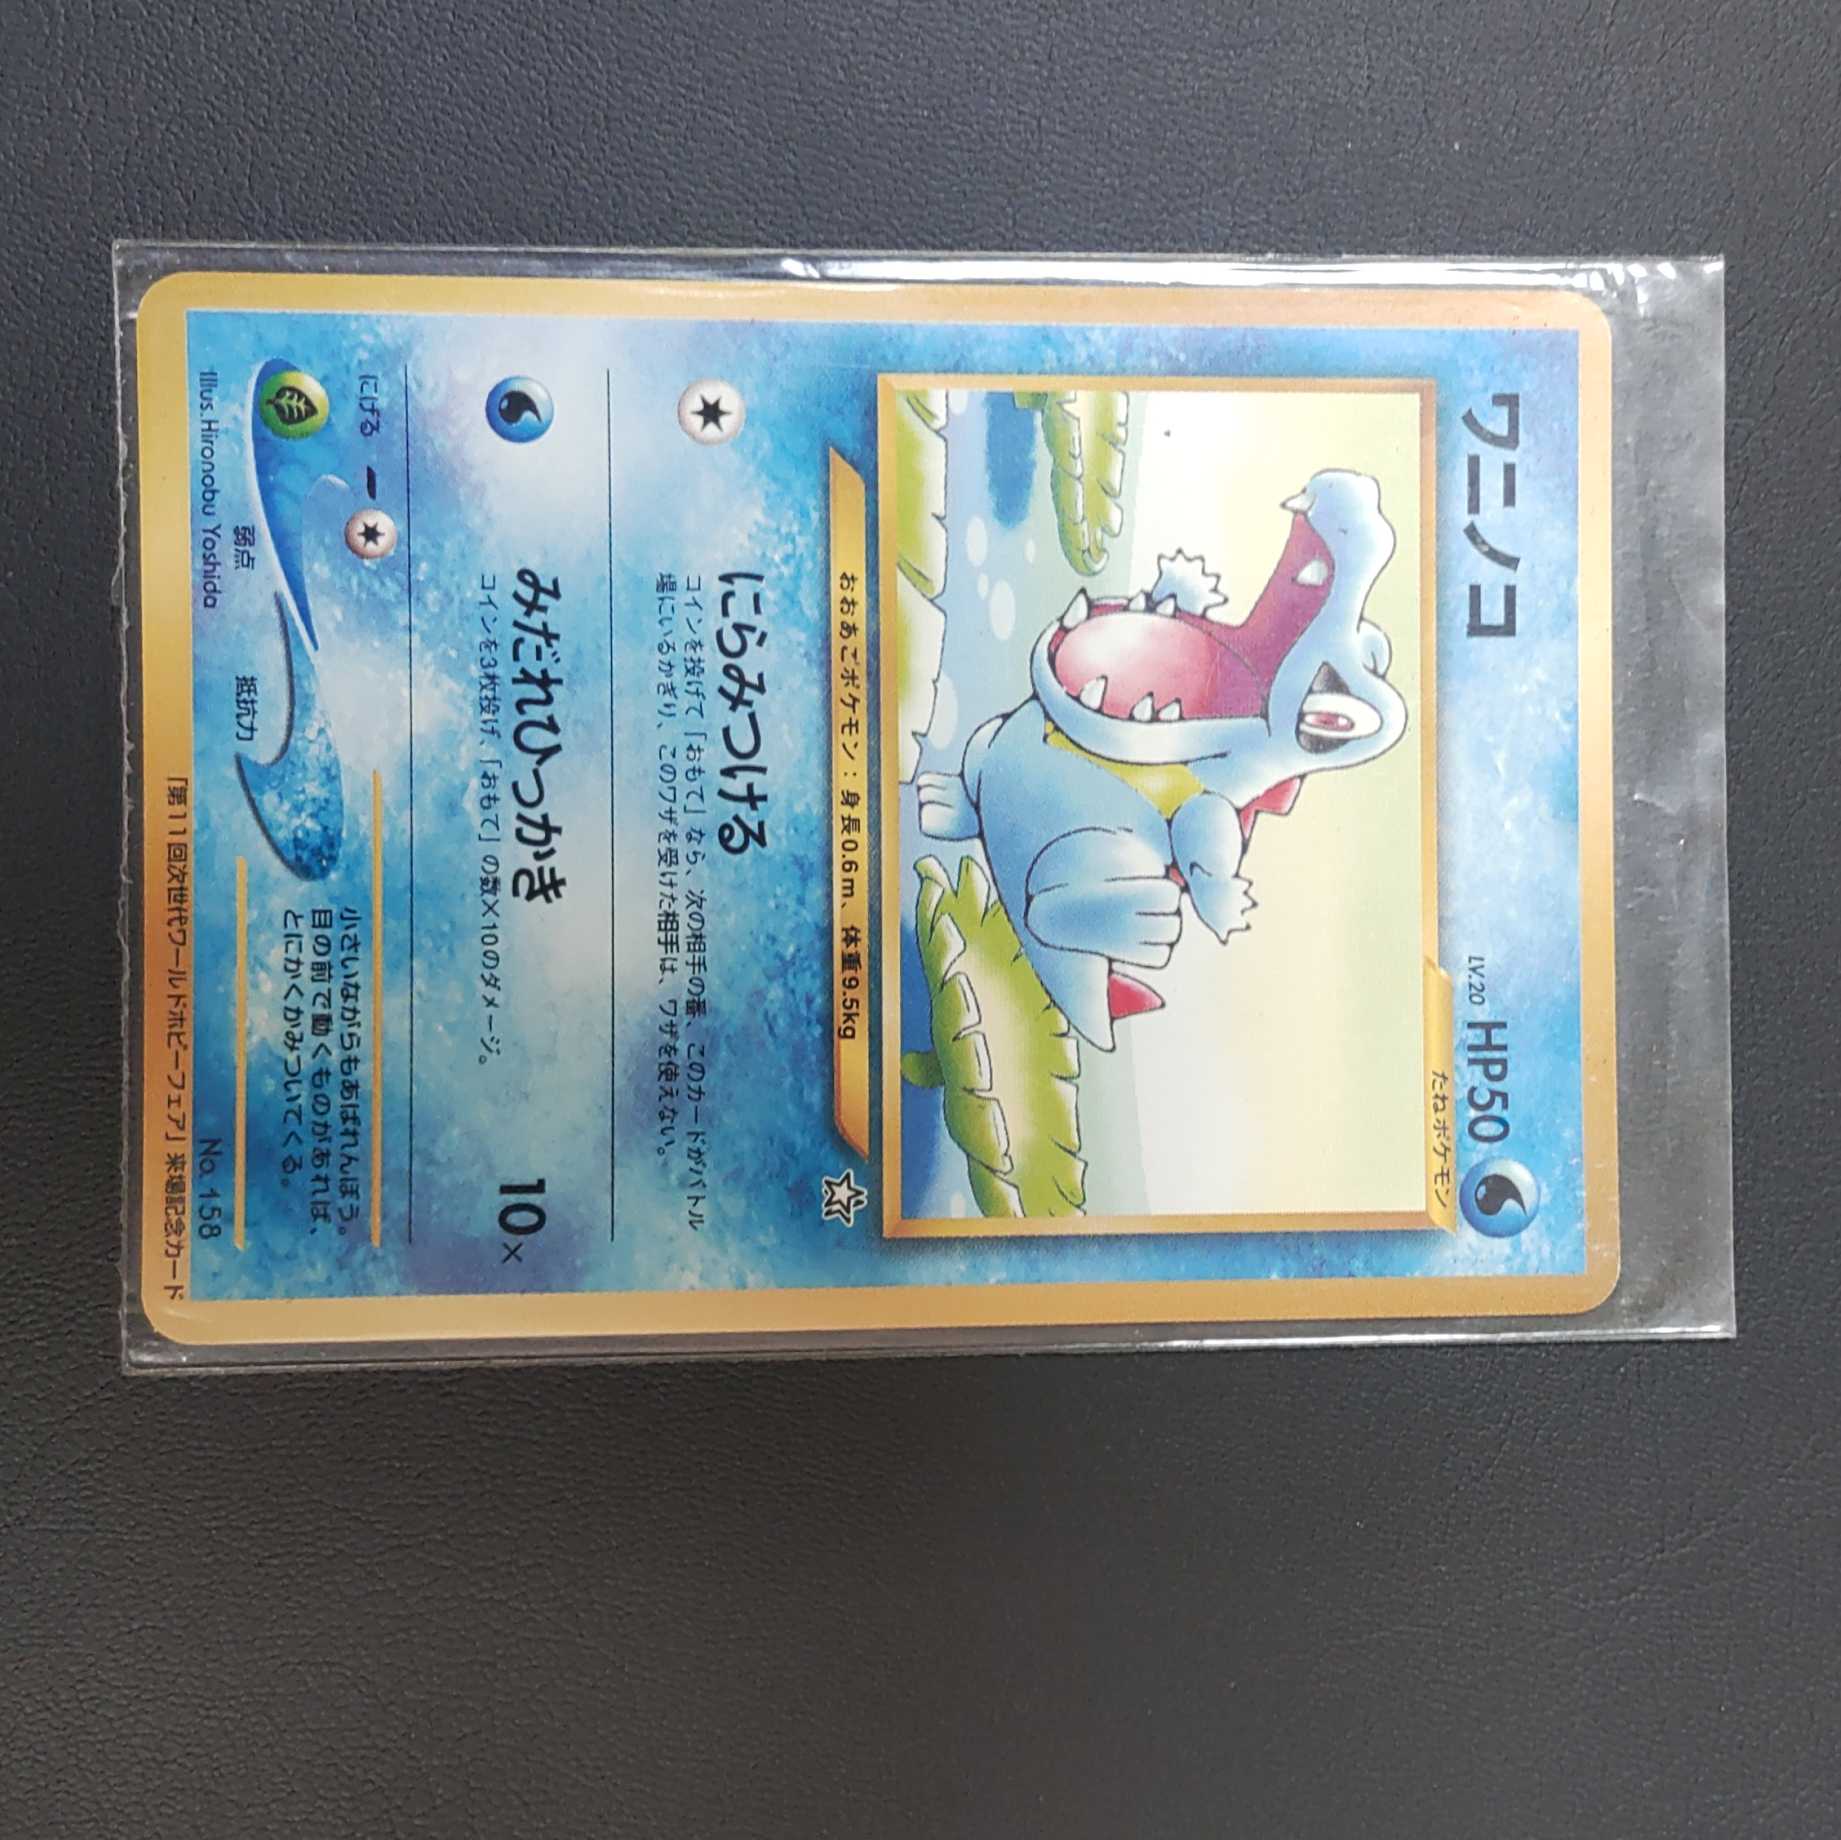 たねポケモン
ワニノコ
LV.20 HP50
おおあごポケモン：身長0.6m、体重9.5kg
にらみつける
コインを投げて「おもて」なら、次の相手の番、このカードがバトル
場にいるかぎり、このワザを受けた相手は、ワザを使えない。
みだれひっかき
10×
コインを3枚投げ、「おもて」の数×10のダメージ。
にげる
弱点
抵抗力
小さいながらもあばれんぼう。
目の前で動くものがあれば、
とにかくかみついてくる。
Illus. Hironobu Yoshida
No. 158
「第11回次世代ワールドホビーフェア」来場記念カード